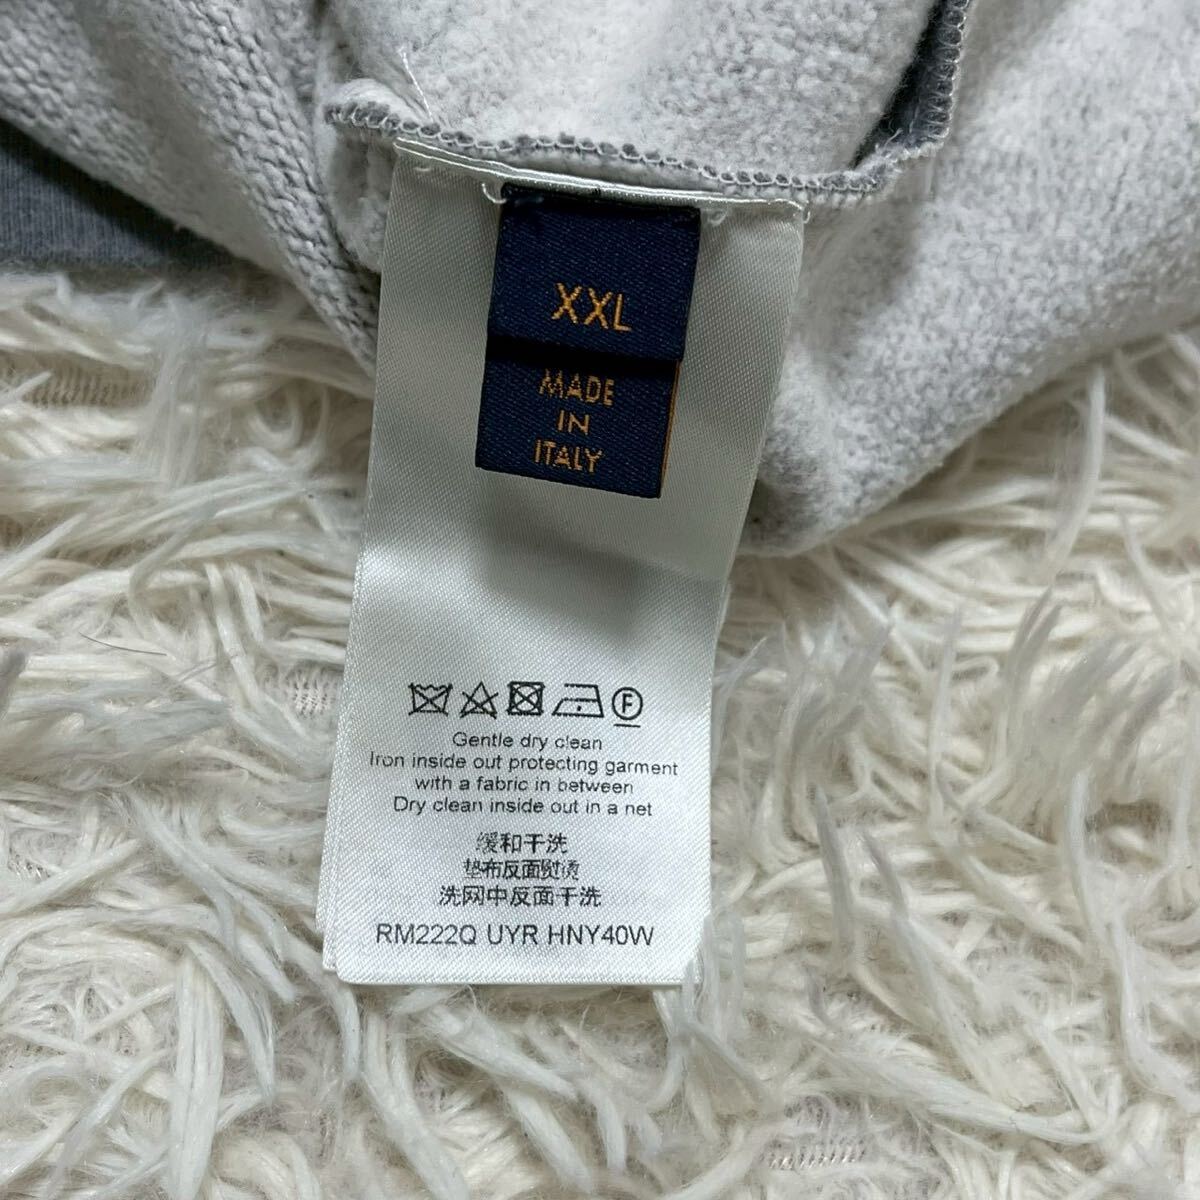 XXL
MADE
IN
ITALY
F
Gentle dry clean
Iron inside out protecting garment
with a fabric in between
Dry clean inside out in a net
缓和干洗
垫布反面熨烫
洗网中反面干洗
RM222Q UYR HNY40W